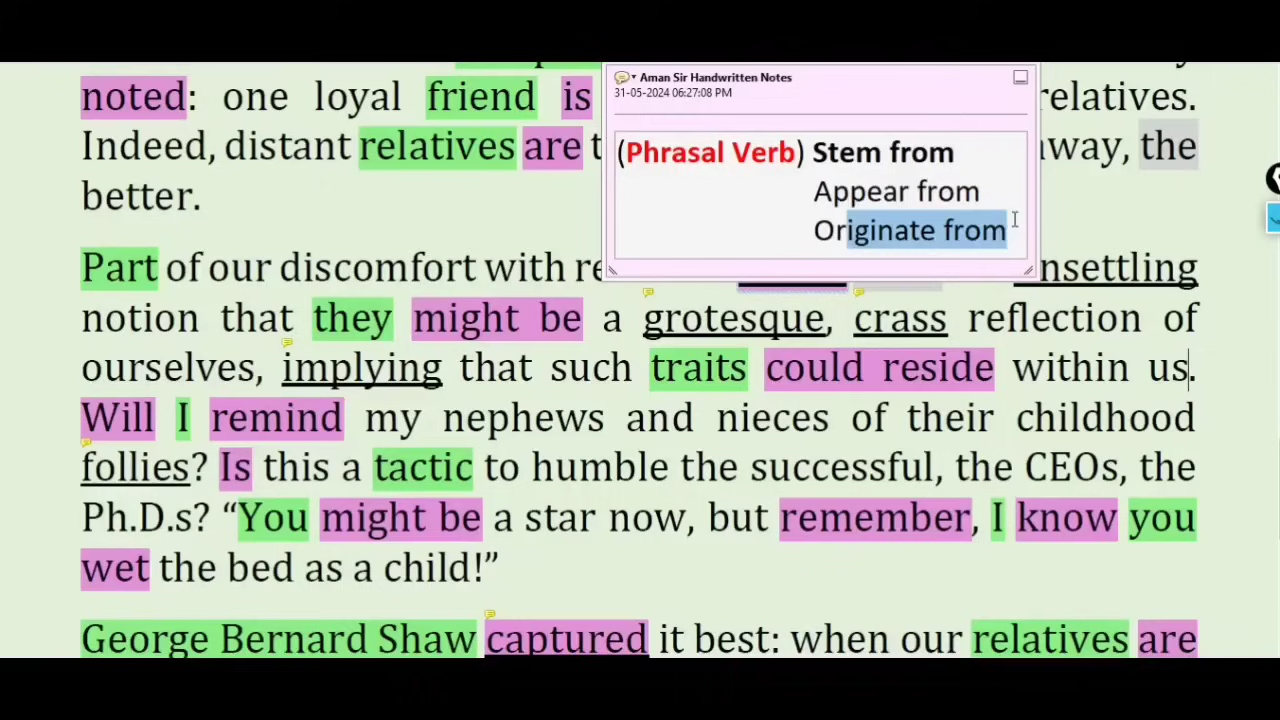 Aman Sir Handwritten Notes
31-05-2024 06:27:08 PM
(Phrasal Verb) Stem from
Appear from
Originate from
noted: one loyal friend is relatives.
Indeed, distant relatives are the
better.
Part of our discomfort with
notion that they might be a grotesque, crass reflection of
ourselves, implying that such traits could reside within us.
Will I remind my nephews and nieces of their childhood
follies? Is this a tactic to humble the successful, the CEOs, the
Ph.D.s? “You might be a star now, but remember, I know you
wet the bed as a child!”
George Bernard Shaw captured it best: when our relatives are